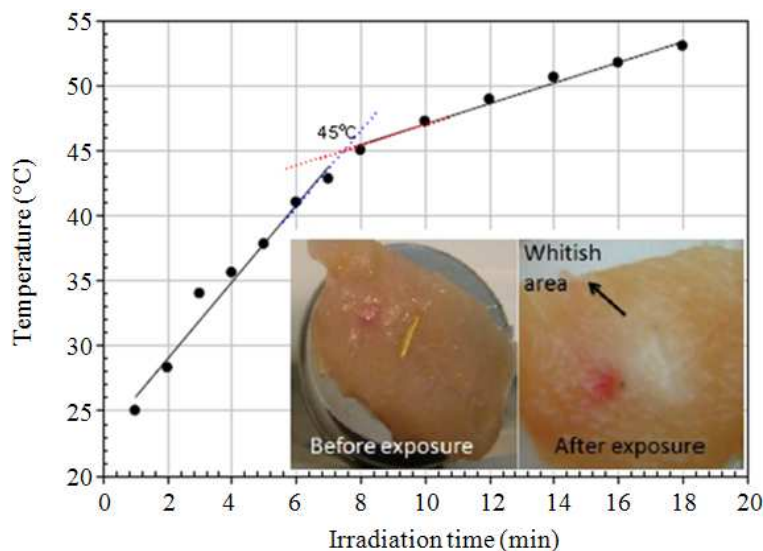 55
50
45
40
35
30
25
20
Temperature (°C)
45°C
Whitish
area
Before exposure
After exposure
0 2 4 6 8 10 12 14 16 18 20
Irradiation time (min)